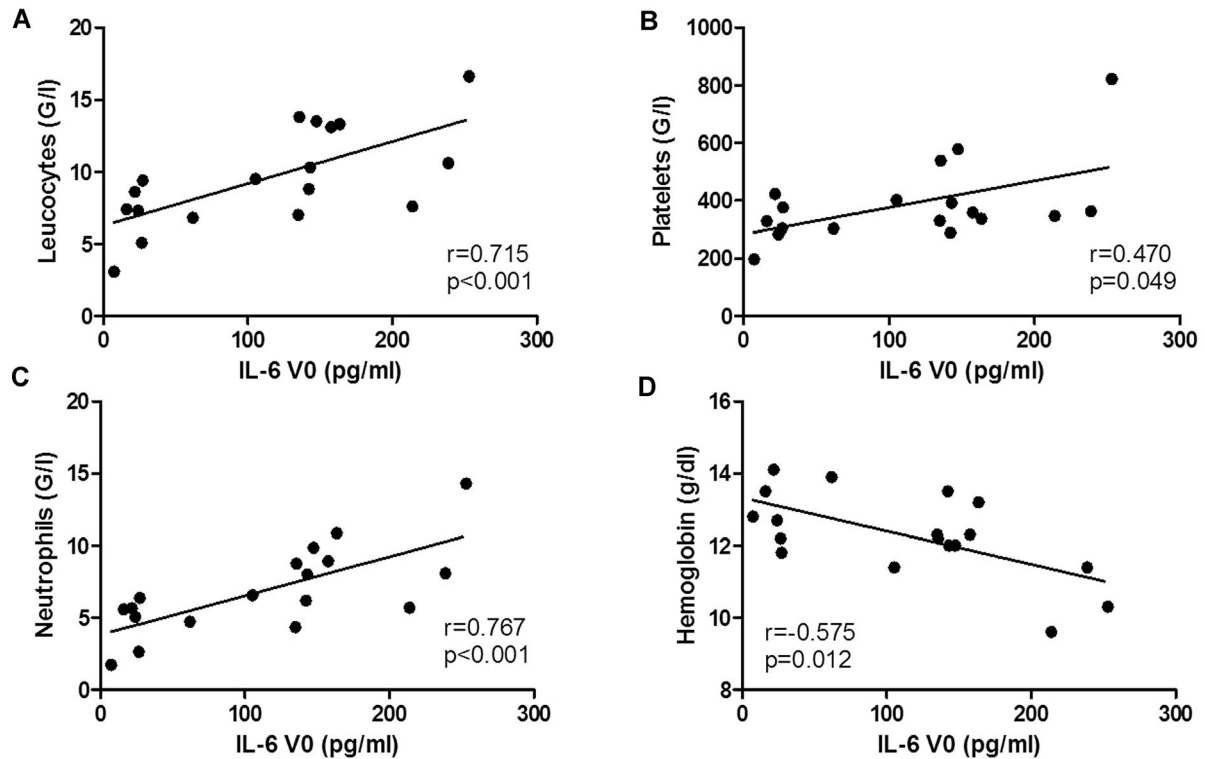 A
Leucocytes (G/l)
20
15
10
5
0
r=0.715
p<0.001
0 100 200 300
IL-6 V0 (pg/ml)
B
Platelets (G/l)
1000
800
600
400
200
0
r=0.470
p=0.049
0 100 200 300
IL-6 V0 (pg/ml)
C
Neutrophils (G/l)
20
15
10
5
0
r=0.767
p<0.001
0 100 200 300
IL-6 V0 (pg/ml)
D
Hemoglobin (g/dl)
16
14
12
10
8
r=-0.575
p=0.012
0 100 200 300
IL-6 V0 (pg/ml)